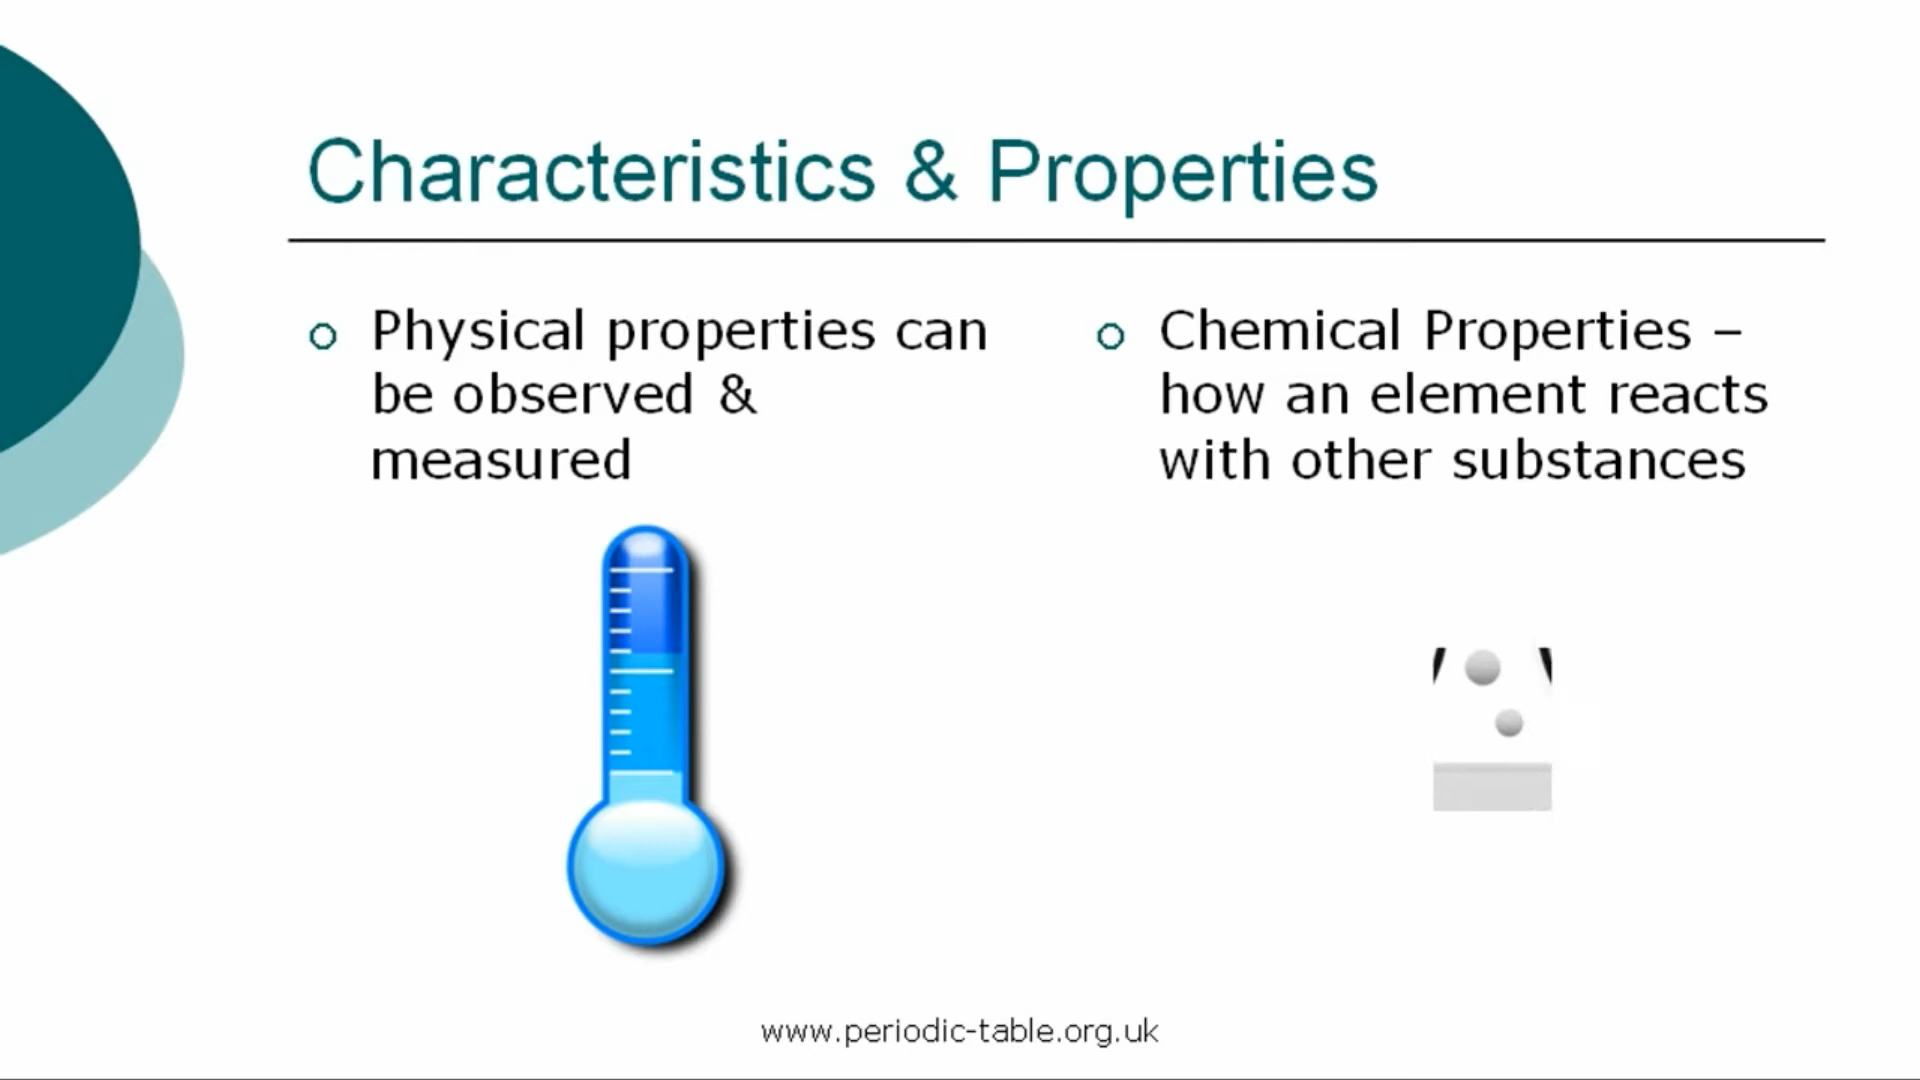 Characteristics & Properties
Physical properties can
be observed &
measured
Chemical Properties –
how an element reacts
with other substances
www.periodic-table.org.uk